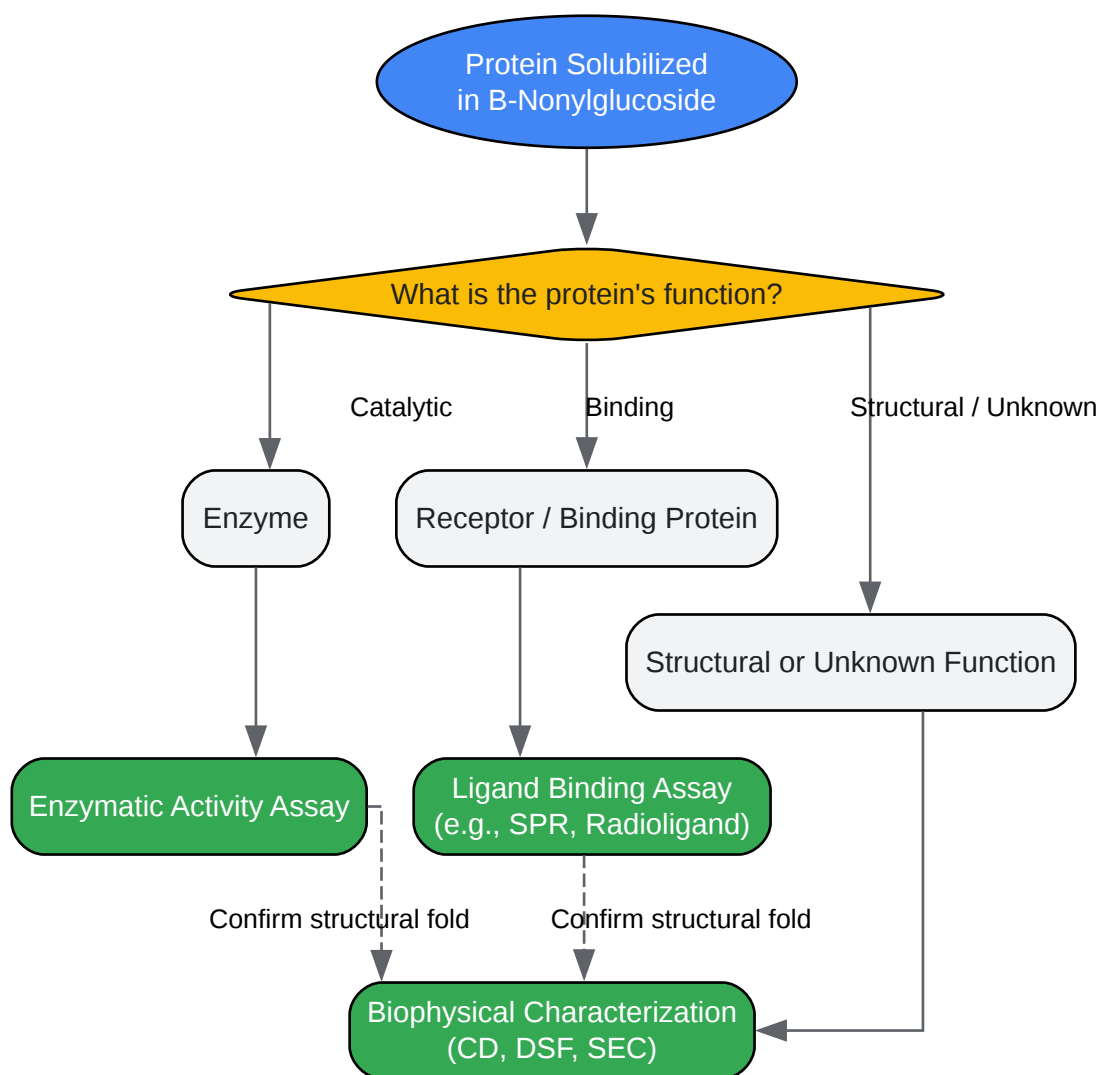 Protein Solubilized
in B-Nonylglucoside
What is the protein's function?
Catalytic
Binding
Structural / Unknown
Enzyme
Receptor / Binding Protein
Structural or Unknown Function
Enzymatic Activity Assay
Ligand Binding Assay
(e.g., SPR, Radioligand)
Confirm structural fold
Confirm structural fold
Biophysical Characterization
(CD, DSF, SEC)